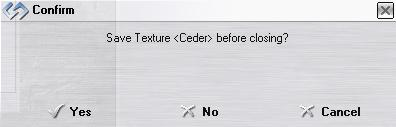 Confirm
Save Texture <Ceder> before closing?
Yes No Cancel